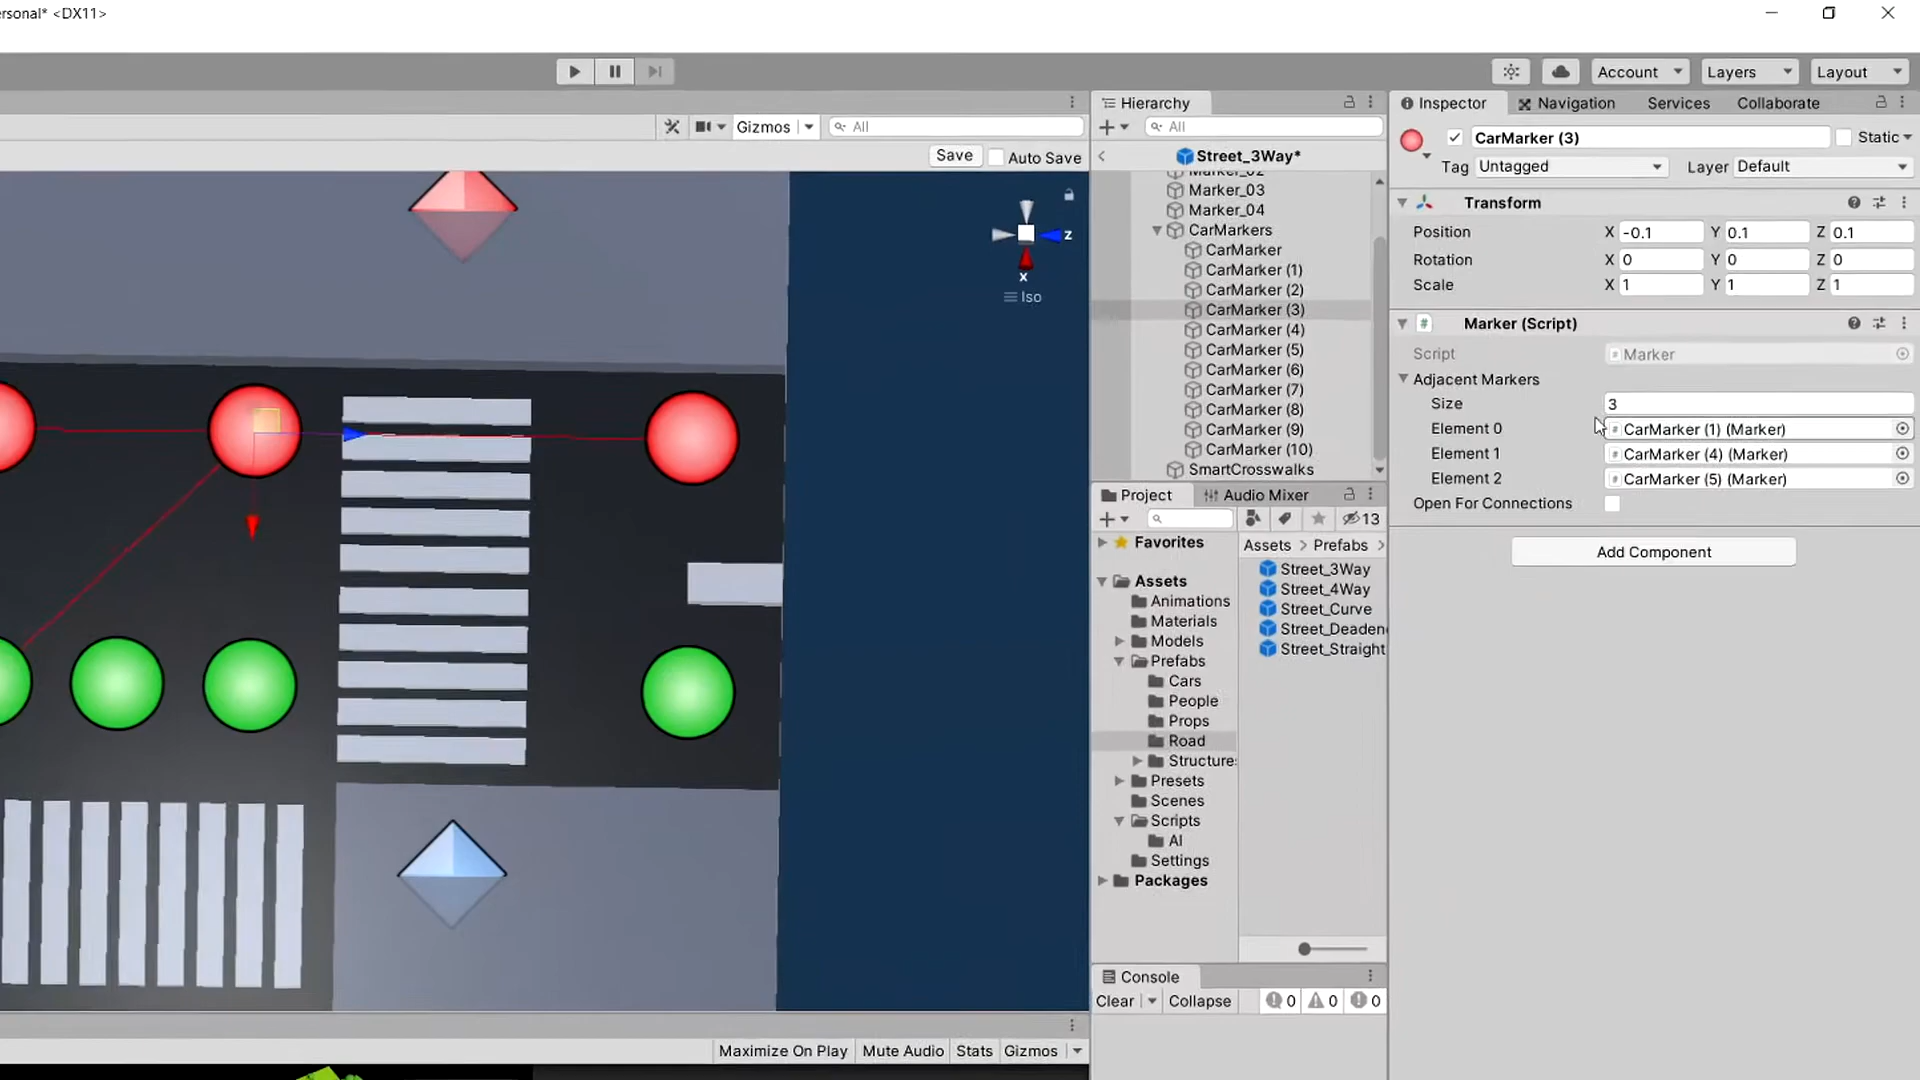 ersonal* <DX11>
Account
Layers
Layout
Gizmos
All
Save
Auto Save
z
x
Iso
Maximize On Play
Mute Audio
Stats
Gizmos
Hierarchy
All
Street_3Way*
Marker_02
Marker_03
Marker_04
CarMarkers
CarMarker
CarMarker (1)
CarMarker (2)
CarMarker (3)
CarMarker (4)
CarMarker (5)
CarMarker (6)
CarMarker (7)
CarMarker (8)
CarMarker (9)
CarMarker (10)
SmartCrosswalks
Project
Audio Mixer
13
Favorites
Assets
Animations
Materials
Models
Prefabs
Cars
People
Props
Road
Structure
Presets
Scenes
Scripts
AI
Settings
Packages
Assets > Prefabs >
Street_3Way
Street_4Way
Street_Curve
Street_Deaden
Street_Straight
Console
Clear
Collapse
0
0
0
Inspector
Navigation
Services
Collaborate
CarMarker (3)
Static
Tag Untagged
Layer Default
Transform
Position X -0.1 Y 0.1 Z 0.1
Rotation X 0 Y 0 Z 0
Scale X 1 Y 1 Z 1
# Marker (Script)
Script # Marker
Adjacent Markers
Size 3
Element 0 # CarMarker (1) (Marker)
Element 1 # CarMarker (4) (Marker)
Element 2 # CarMarker (5) (Marker)
Open For Connections
Add Component